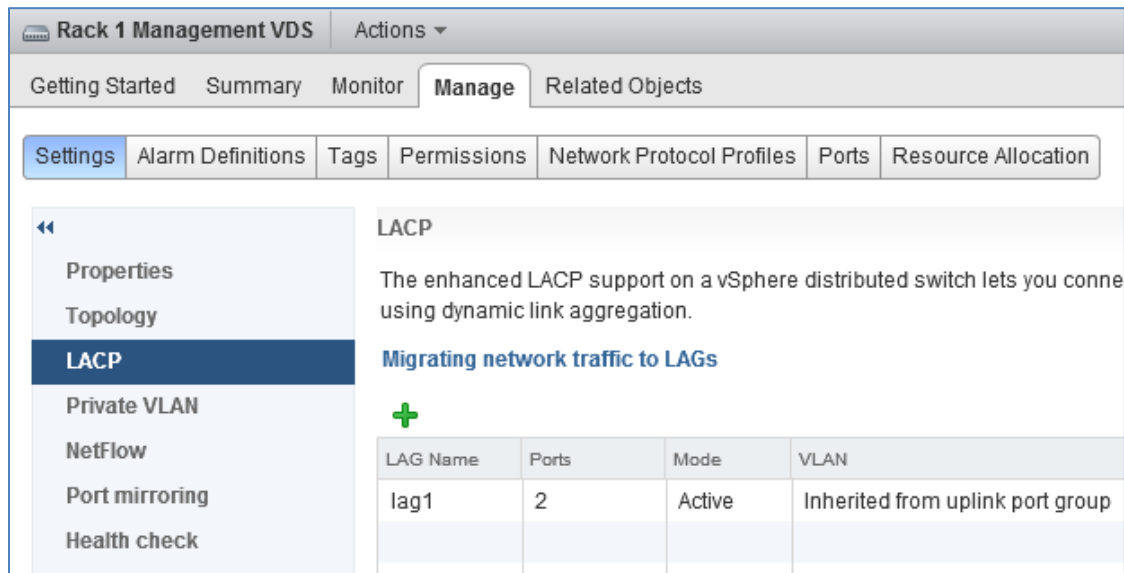 Rack 1 Management VDS Actions
Getting Started Summary Monitor Manage Related Objects
Settings Alarm Definitions Tags Permissions Network Protocol Profiles Ports Resource Allocation
LACP
Properties
The enhanced LACP support on a vSphere distributed switch lets you conne
Topology
using dynamic link aggregation.
LACP
Migrating network traffic to LAGs
Private VLAN
NetFlow
Port mirroring
Health check
LAG Name Ports Mode VLAN
lag1 2 Active Inherited from uplink port group